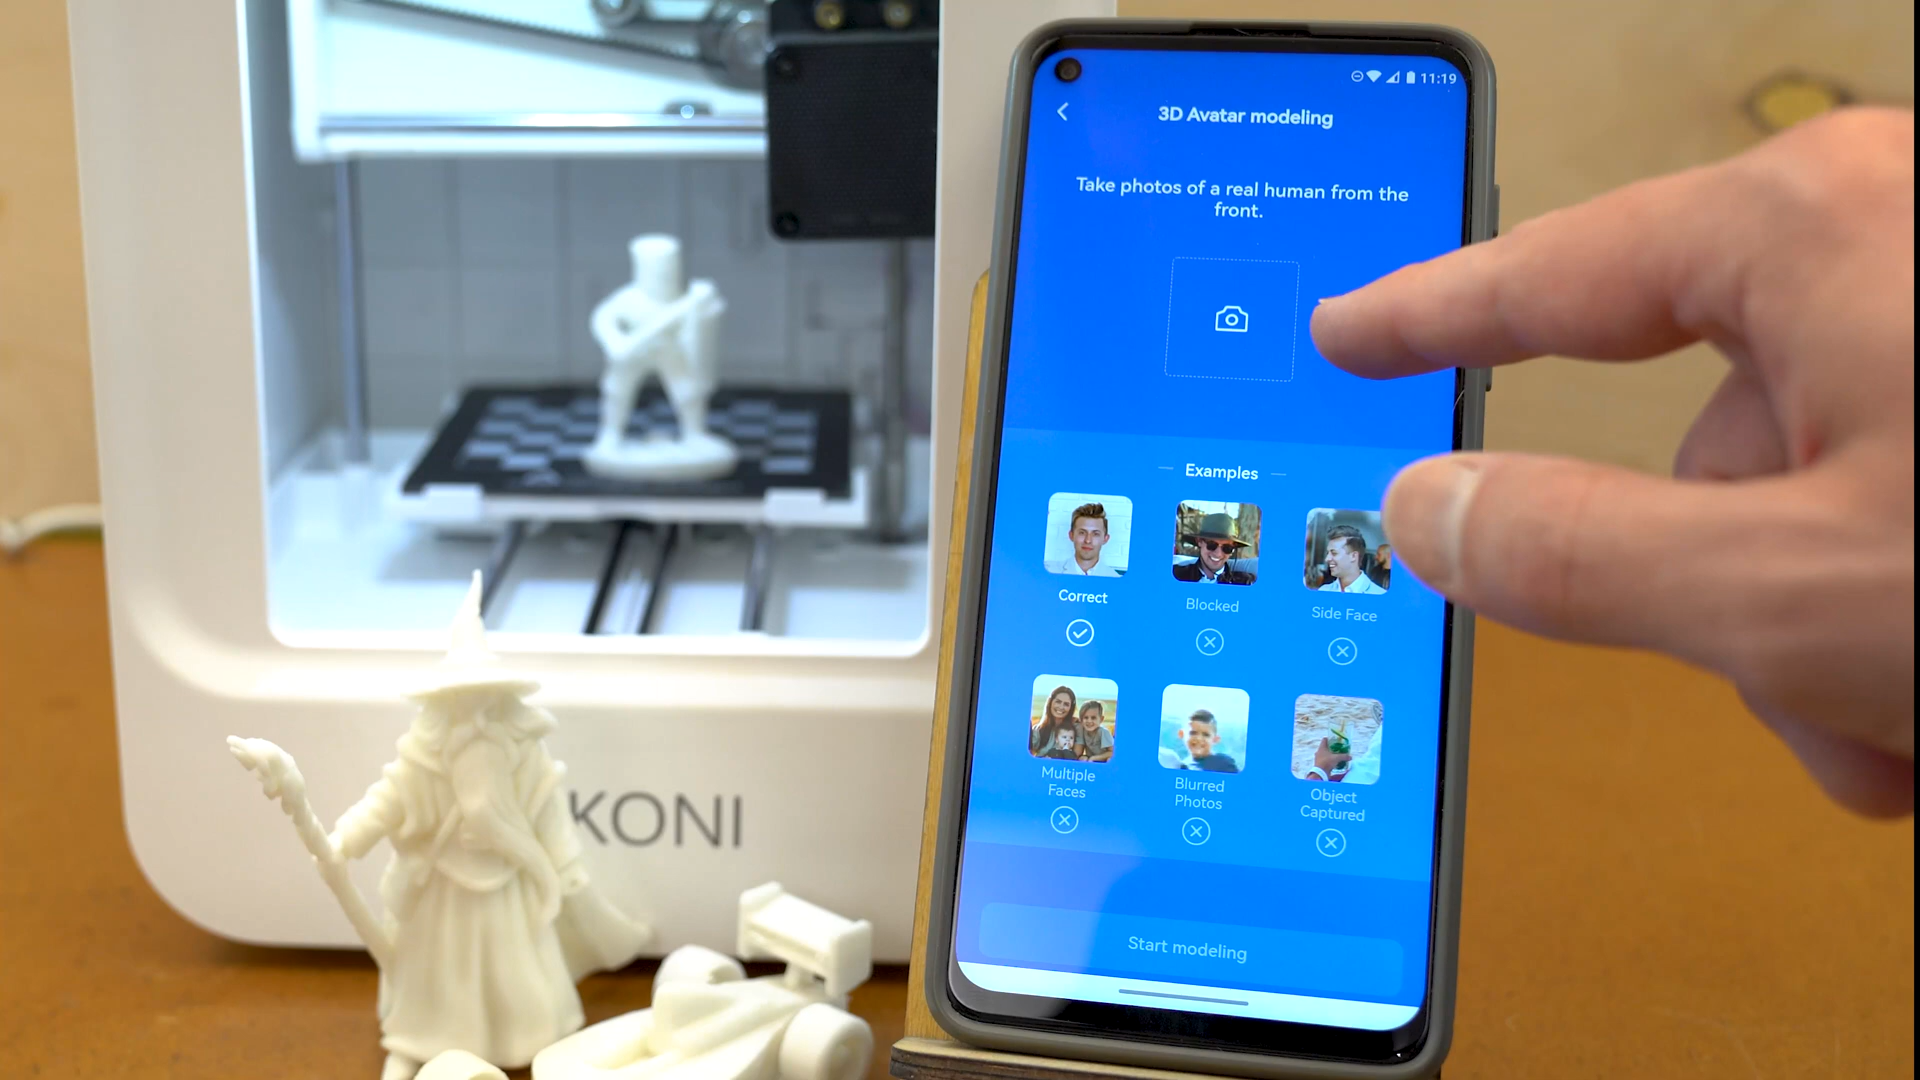 11:19
3D Avatar modeling
Take photos of a real human from the
front.
Examples
Correct
Blocked
Side Face
Multiple
Faces
Blurred
Photos
Object
Captured
Start modeling
KONI